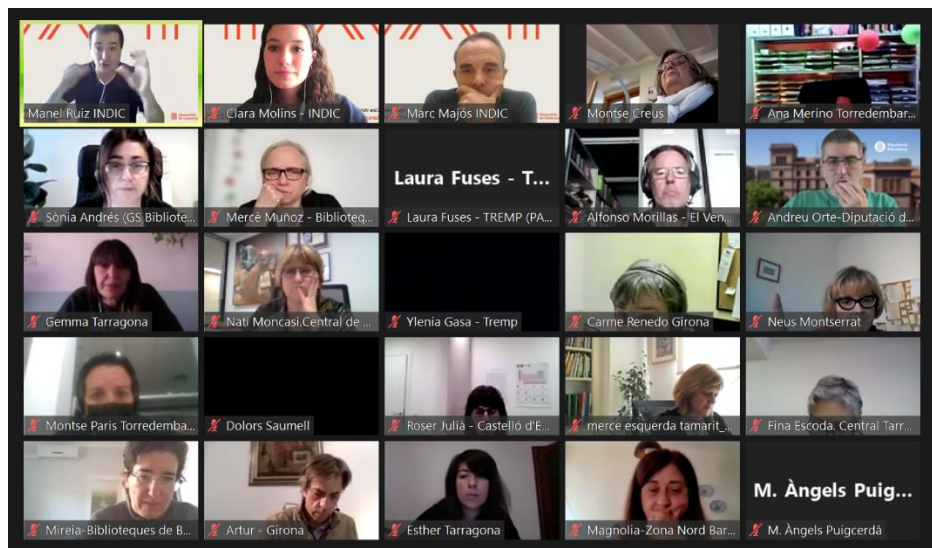 Manel Ruiz INDIC
Clara Molins - INDIC
Marc Majós INDIC
Montse Creus
Ana Merino Torredembar...
Sònia Andrés (GS Bibliote...
Mercè Muñoz - Biblioteq...
Laura Fuses - T...
Laura Fuses - TREMP (PA...
Alfonso Morillas - El Ven...
Diputació
Barcelona
Andreu Orte-Diputació d...
Gemma Tarragona
Nati Moncasi.Central de ...
Ylenia Gasa - Tremp
Carme Renedo Girona
Neus Montserrat
Montse Paris Torredemba...
Dolors Saumell
Roser Julià - Castelló d'E...
merce esquerda tamarit_...
Fina Escoda. Central Tarr...
Mireia-Biblioteques de B...
Artur - Girona
Esther Tarragona
Magnolia-Zona Nord Bar...
M. Àngels Puig...
M. Àngels Puigcerdà